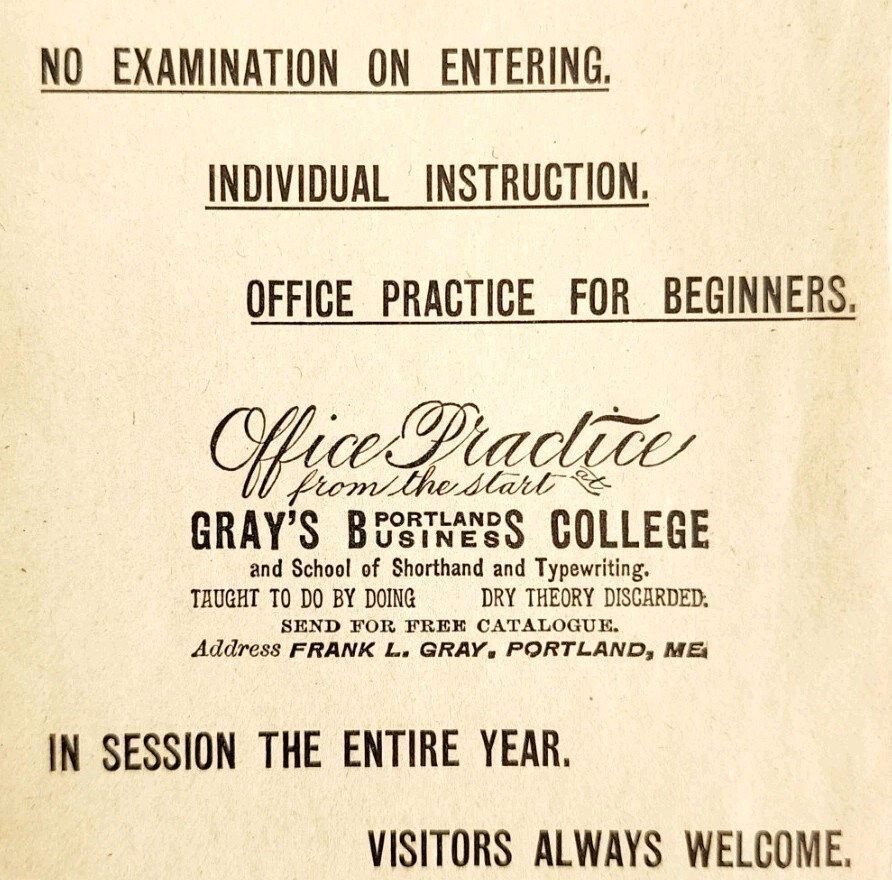 NO EXAMINATION ON ENTERING.
INDIVIDUAL INSTRUCTION.
OFFICE PRACTICE FOR BEGINNERS.
Office Practice
from the start at
GRAY'S PORTLAND BUSINESS COLLEGE
and School of Shorthand and Typewriting.
TAUGHT TO DO BY DOING DRY THEORY DISCARDED.
SEND FOR FREE CATALOGUE.
Address FRANK L. GRAY, PORTLAND, ME.
IN SESSION THE ENTIRE YEAR.
VISITORS ALWAYS WELCOME.